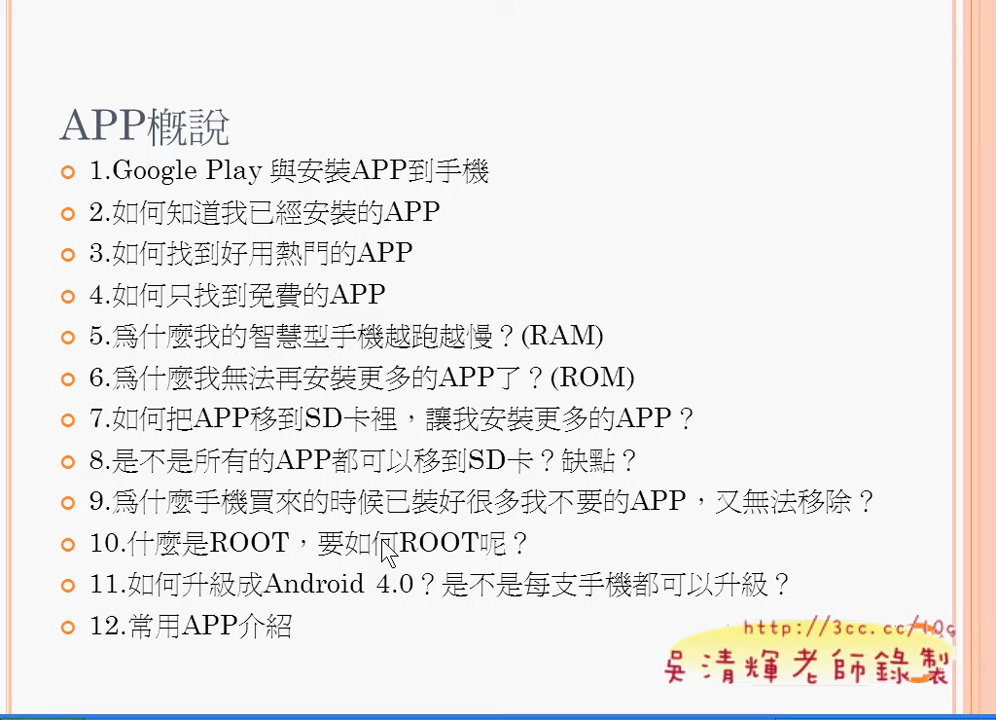 APP概說
1.Google Play 與安裝APP到手機
2.如何知道我已經安裝的APP
3.如何找到好用熱門的APP
4.如何只找到免費的APP
5.爲什麼我的智慧型手機越跑越慢？(RAM)
6.爲什麼我無法再安裝更多的APP了？(ROM)
7.如何把APP移到SD卡裡，讓我安裝更多的APP？
8.是不是所有的APP都可以移到SD卡？缺點？
9.爲什麼手機買來的時候已裝好很多我不要的APP，又無法移除？
10.什麼是ROOT，要如何ROOT呢？
11.如何升級成Android 4.0？是不是每支手機都可以升級？
12.常用APP介紹
http://3cc.cc/
吳清輝老師錄製